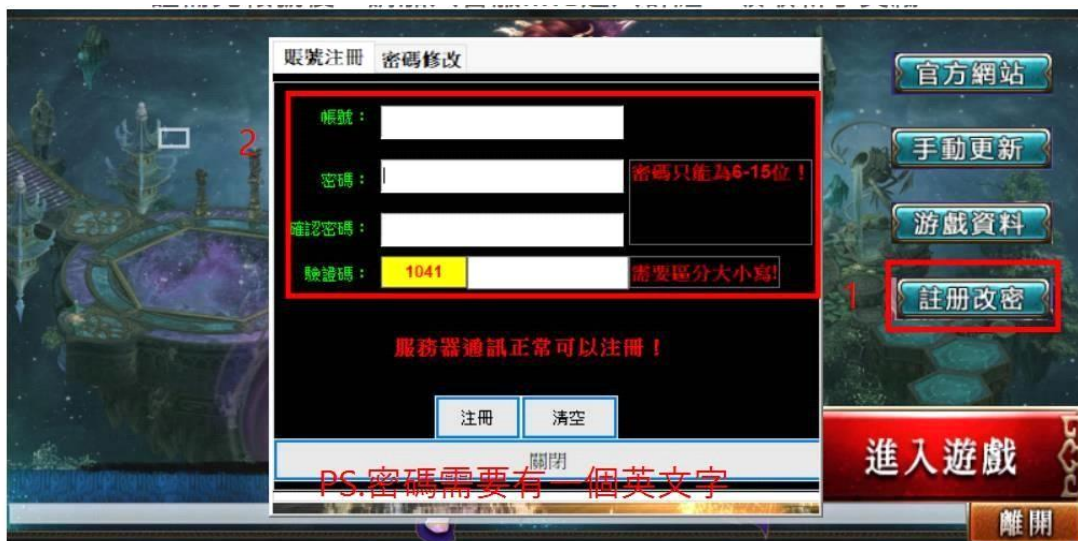 賬號注冊 密碼修改
官方網站
帳號：
2
手動更新
密碼：
密碼只能為6-15位！
確認密碼：
游戲資料
驗證碼：
1041
需要區分大小寫!
1
註册改密
服務器通訊正常可以注冊！
注冊
清空
關閉
進入遊戲
PS.密碼需要有一個英文字
離開